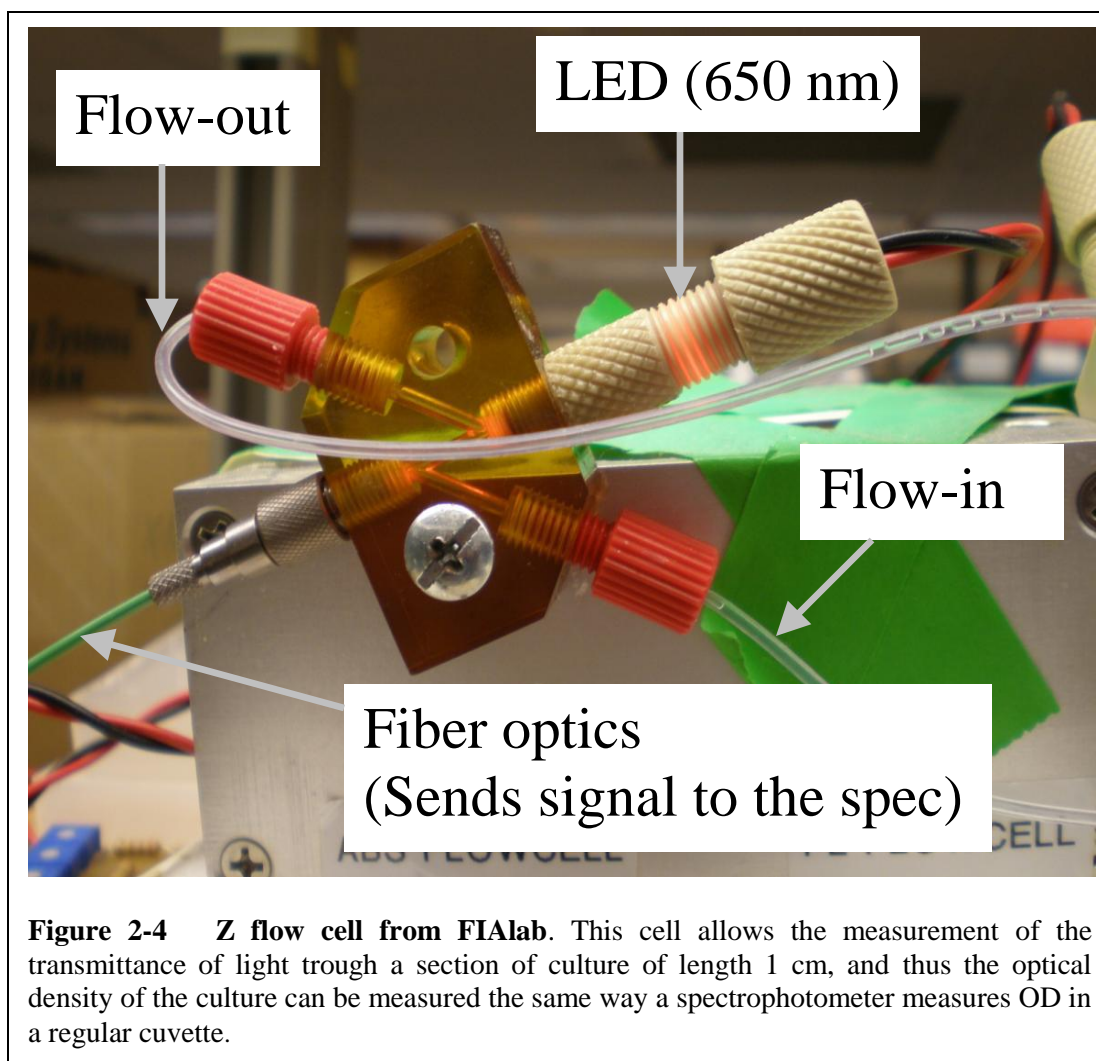 Flow-out
LED (650 nm)
Flow-in
Fiber optics
(Sends signal to the spec)
ABS FLOWCELL
CELL
Figure 2-4 Z flow cell from FIAlab. This cell allows the measurement of the
transmittance of light trough a section of culture of length 1 cm, and thus the optical
density of the culture can be measured the same way a spectrophotometer measures OD in
a regular cuvette.